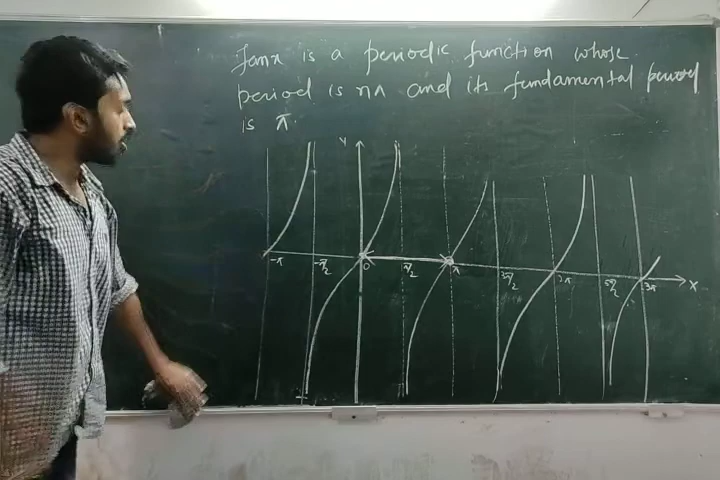 tanx is a periodic function whose
period is nπ and its fundamental period
is π.
Y
-π -π/2 0 π/2 π 3π/2 2π 5π/2 3π X